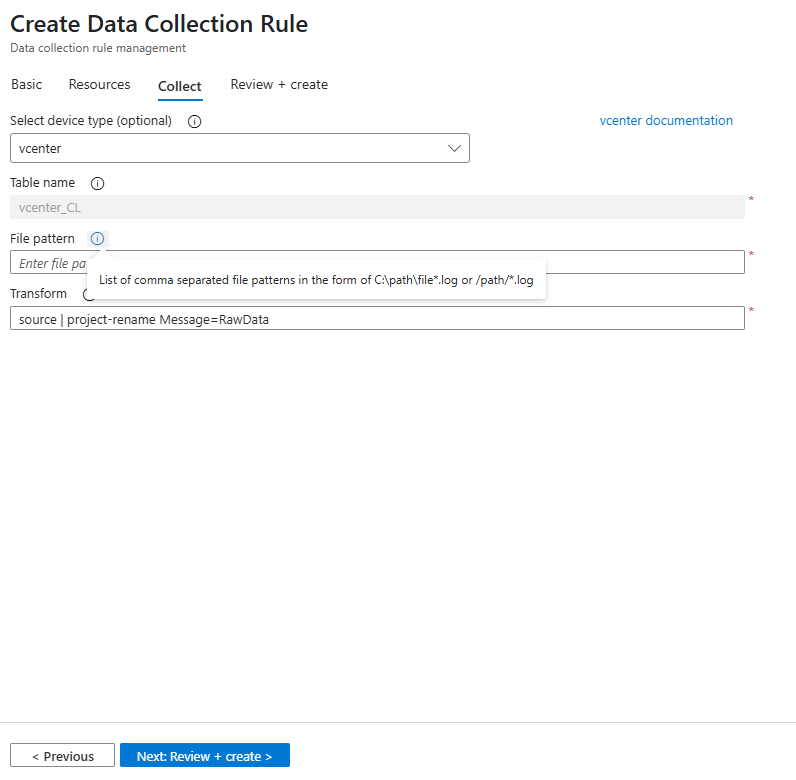 Create Data Collection Rule
Data collection rule management
Basic Resources Collect Review + create
Select device type (optional) vcenter documentation
vcenter
Table name
vcenter_CL *
File pattern
Enter file pa *
List of comma separated file patterns in the form of C:\path\file*.log or /path/*.log
Transform
source | project-rename Message=RawData *
< Previous Next: Review + create >